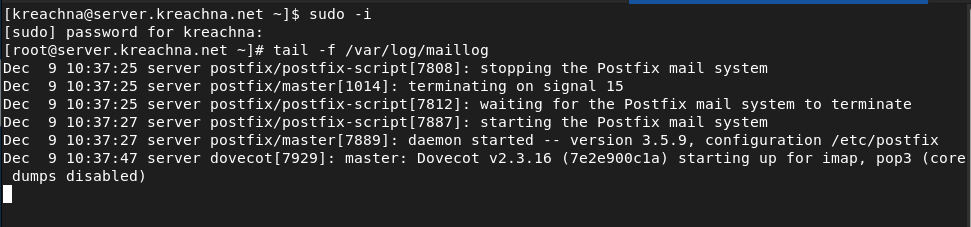 [kreachna@server.kreachna.net ~]$ sudo -i
[sudo] password for kreachna:
[root@server.kreachna.net ~]# tail -f /var/log/maillog
Dec  9 10:37:25 server postfix/postfix-script[7808]: stopping the Postfix mail system
Dec  9 10:37:25 server postfix/master[1014]: terminating on signal 15
Dec  9 10:37:25 server postfix/postfix-script[7812]: waiting for the Postfix mail system to terminate
Dec  9 10:37:27 server postfix/postfix-script[7887]: starting the Postfix mail system
Dec  9 10:37:27 server postfix/master[7889]: daemon started -- version 3.5.9, configuration /etc/postfix
Dec  9 10:37:47 server dovecot[7929]: master: Dovecot v2.3.16 (7e2e900c1a) starting up for imap, pop3 (core
 dumps disabled)